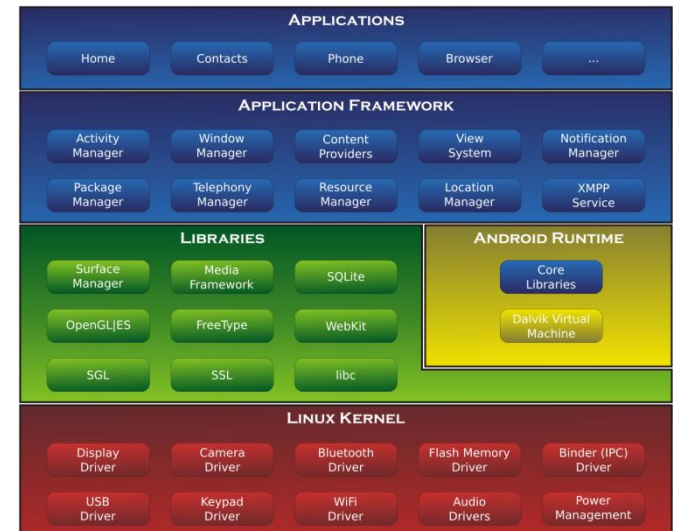 APPLICATIONS
Home
Contacts
Phone
Browser
...
APPLICATION FRAMEWORK
Activity
Manager
Window
Manager
Content
Providers
View
System
Notification
Manager
Package
Manager
Telephony
Manager
Resource
Manager
Location
Manager
XMPP
Service
LIBRARIES
Surface
Manager
Media
Framework
SQLite
OpenGL|ES
FreeType
WebKit
SGL
SSL
libc
ANDROID RUNTIME
Core
Libraries
Dalvik Virtual
Machine
LINUX KERNEL
Display
Driver
Camera
Driver
Bluetooth
Driver
Flash Memory
Driver
Binder (IPC)
Driver
USB
Driver
Keypad
Driver
WiFi
Driver
Audio
Drivers
Power
Management